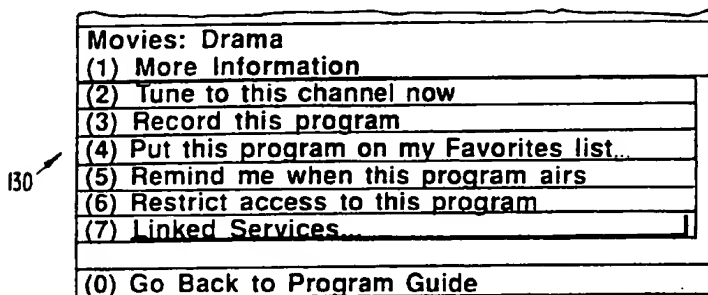 Movies: Drama
(1) More Information
(2) Tune to this channel now
(3) Record this program
(4) Put this program on my Favorites list...
(5) Remind me when this program airs
(6) Restrict access to this program
(7) Linked Services...
130
(0) Go Back to Program Guide